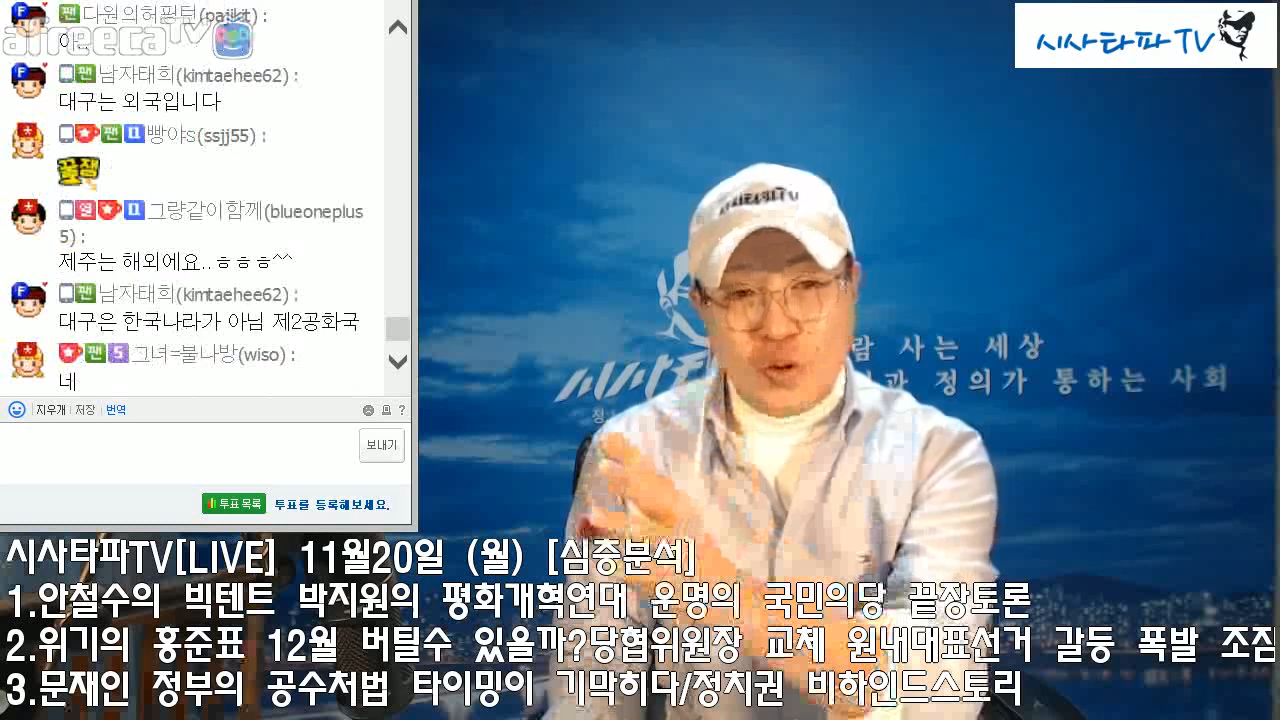 팬 다원의허평털(pajikt) :
afreecaTV
남자태희(kimtaehee62) :
대구는 외국입니다
빵야s(ssjj55) :
꿀잼
그량같이함께(blueoneplus
5) :
제주는 해외에요..ㅎㅎㅎ^^
남자태희(kimtaehee62) :
대구은 한국나라가 아님 제2공화국
그녀=불나방(wiso) :
네
지우개 저장 번역
보내기
투표 목록 투표를 등록해보세요.
시사타파TV
람 사는 세상
시사타
정의가 통하는 사회
시사타파TV[LIVE] 11월20일 (월) [심층분석]
1.안철수의 빅텐트 박지원의 평화개혁연대 운명의 국민의당 끝장토론
2.위기의 홍준표 12월 버틸수 있을까?당협위원장 교체 원내대표선거 갈등 폭발 조짐
3.문재인 정부의 공수처법 타이밍이 기막히다/정치권 비하인드스토리